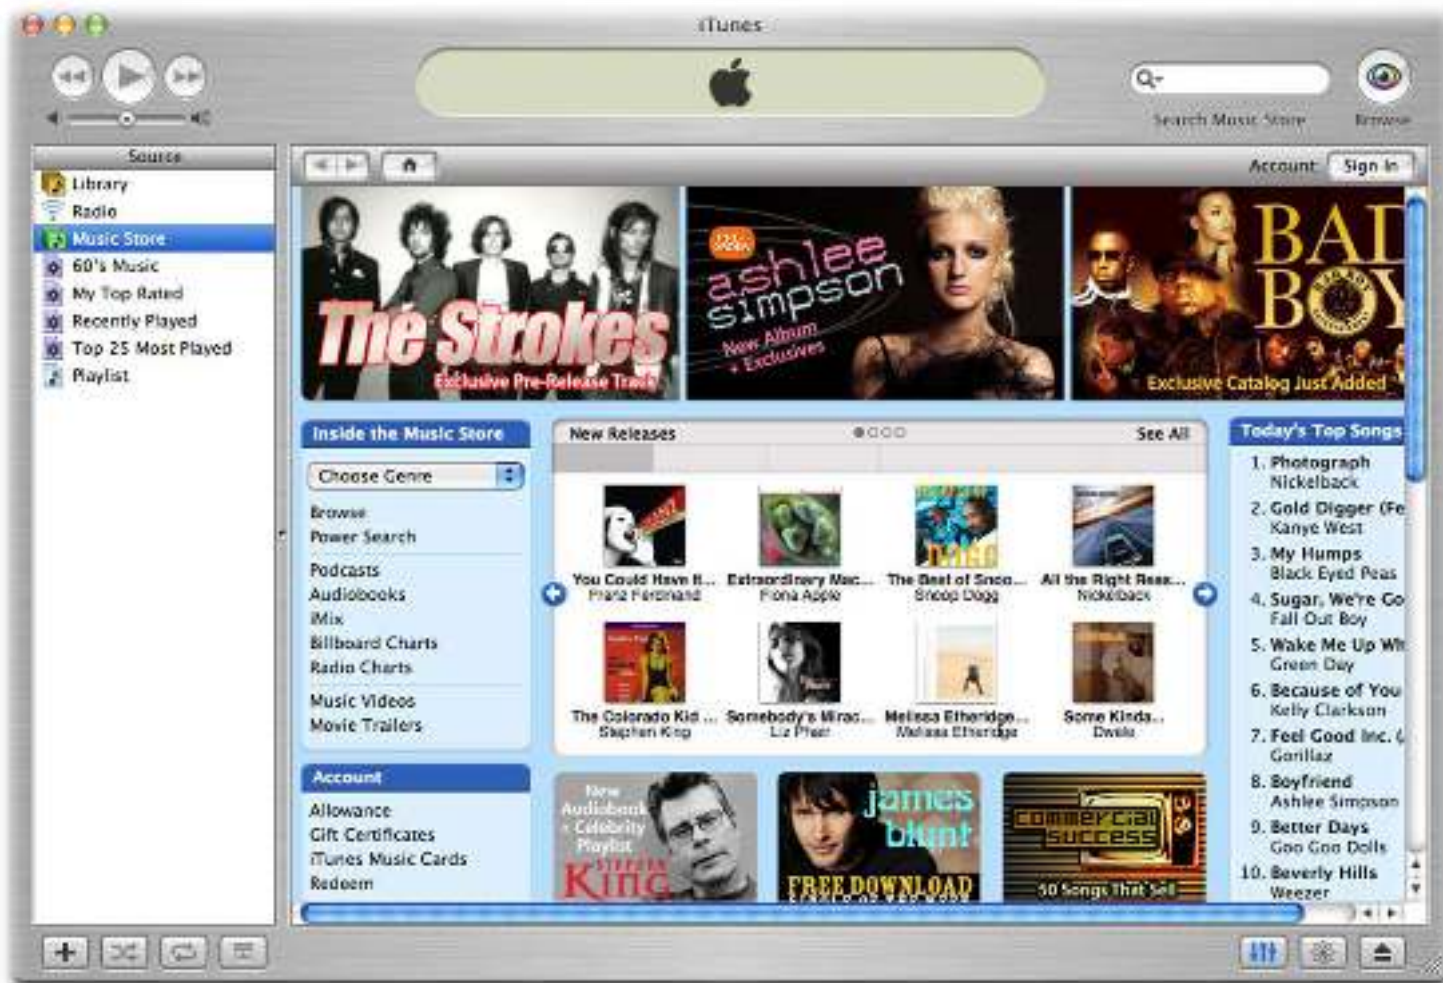 iTunes
Search Music Store
Browse
Source
Library
Radio
Music Store
60's Music
My Top Rated
Recently Played
Top 25 Most Played
Playlist
Account:
Sign In
The Strokes
Exclusive Pre-Release Track
ashlee
simpson
New Album
+ Exclusives
BAD
BOY
Exclusive Catalog Just Added
Inside the Music Store
Choose Genre
Browse
Power Search
Podcasts
Audiobooks
iMix
Billboard Charts
Radio Charts
Music Videos
Movie Trailers
Account
Allowance
Gift Certificates
iTunes Music Cards
Redeem
New Releases
See All
You Could Have It...
Franz Ferdinand
Extraordinary Mac...
Fiona Apple
The Best of Snoo...
Snoop Dogg
All the Right Reas...
Nickelback
The Colorado Kid ...
Stephen King
Somebody's Mirac...
Liz Phair
Melissa Etheridge...
Melissa Etheridge
Some Kinda...
Dwele
New
Audiobook
+ Celebrity
Playlist
STEPHEN
KING
james
blunt
FREE DOWNLOAD
SINGLE OF THE WEEK
commercial
success
50 Songs That Sell
Today's Top Songs
1. Photograph
Nickelback
2. Gold Digger (Fe
Kanye West
3. My Humps
Black Eyed Peas
4. Sugar, We're Go
Fall Out Boy
5. Wake Me Up Wh
Green Day
6. Because of You
Kelly Clarkson
7. Feel Good Inc. (
Gorillaz
8. Boyfriend
Ashlee Simpson
9. Better Days
Goo Goo Dolls
10. Beverly Hills
Weezer